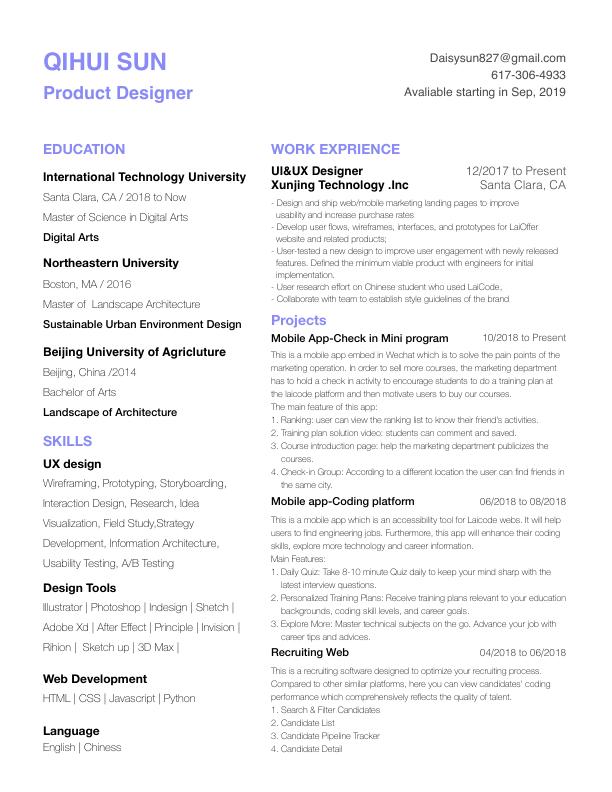 QIHUI SUN
Product Designer
Daisysun827@gmail.com
617-306-4933
Avaliable starting in Sep, 2019
EDUCATION
International Technology University
Santa Clara, CA / 2018 to Now
Master of Science in Digital Arts
Digital Arts
Northeastern University
Boston, MA / 2016
Master of Landscape Architecture
Sustainable Urban Environment Design
Beijing University of Agricluture
Beijing, China /2014
Bachelor of Arts
Landscape of Architecture
SKILLS
UX design
Wireframing, Prototyping, Storyboarding,
Interaction Design, Research, Idea
Visualization, Field Study,Strategy
Development, Information Architecture,
Usability Testing, A/B Testing
Design Tools
Illustrator | Photoshop | Indesign | Shetch |
Adobe Xd | After Effect | Principle | Invision |
Rihion | Sketch up | 3D Max |
Web Development
HTML | CSS | Javascript | Python
Language
English | Chiness
WORK EXPRIENCE
UI&UX Designer 12/2017 to Present
Xunjing Technology .Inc Santa Clara, CA
- Design and ship web/mobile marketing landing pages to improve
usability and increase purchase rates
- Develop user flows, wireframes, interfaces, and prototypes for LaiOffer
website and related products;
- User-tested a new design to improve user engagement with newly released
features. Defined the minimum viable product with engineers for initial
implementation.
- User research effort on Chinese student who used LaiCode,
- Collaborate with team to establish style guidelines of the brand
Projects
Mobile App-Check in Mini program 10/2018 to Present
This is a mobile app embed in Wechat which is to solve the pain points of the
marketing operation. In order to sell more courses, the marketing department
has to hold a check in activity to encourage students to do a training plan at
the laicode platform and then motivate users to buy our courses.
The main feature of this app:
1. Ranking: user can view the ranking list to know their friend's activities.
2. Training plan solution video: students can comment and saved.
3. Course introduction page: help the marketing department publicizes the
courses.
4. Check-in Group: According to a different location the user can find friends in
the same city.
Mobile app-Coding platform 06/2018 to 08/2018
This is a mobile app which is an accessibility tool for Laicode webs. It will help
users to find engineering jobs. Furthermore, this app will enhance their coding
skills, explore more technology and career information.
Main Features:
1. Daily Quiz: Take 8-10 minute Quiz daily to keep your mind sharp with the
latest interview questions.
2. Personalized Training Plans: Receive training plans relevant to your education
backgrounds, coding skill levels, and career goals.
3. Explore More: Master technical subjects on the go. Advance your job with
career tips and advices.
Recruiting Web 04/2018 to 06/2018
This is a recruiting software designed to optimize your recruiting process.
Compared to other similar platforms, here you can view candidates' coding
performance which comprehensively reflects the quality of talent.
1. Search & Filter Candidates
2. Candidate List
3. Candidate Pipeline Tracker
4. Candidate Detail